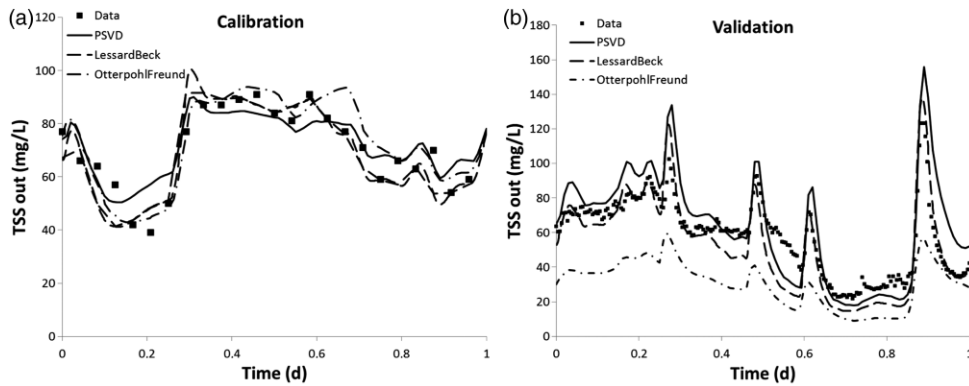 (a)
Calibration
Data
PSVD
LessardBeck
OtterpohlFreund
TSS out (mg/L)
120
100
80
60
40
20
0
0
0.2
0.4
0.6
0.8
1
Time (d)
(b)
Validation
Data
PSVD
LessardBeck
OtterpohlFreund
TSS out (mg/L)
180
160
140
120
100
80
60
40
20
0
0
0.2
0.4
0.6
0.8
1
Time (d)